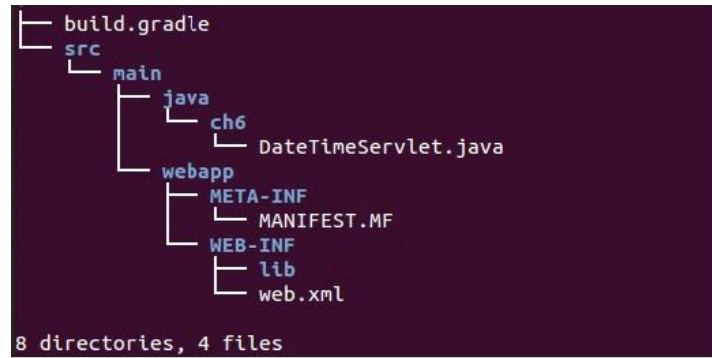 ├── build.gradle
└── src
    └── main
        ├── java
        │   └── ch6
        │       └── DateTimeServlet.java
        └── webapp
            ├── META-INF
            │   └── MANIFEST.MF
            └── WEB-INF
                ├── lib
                └── web.xml
8 directories, 4 files